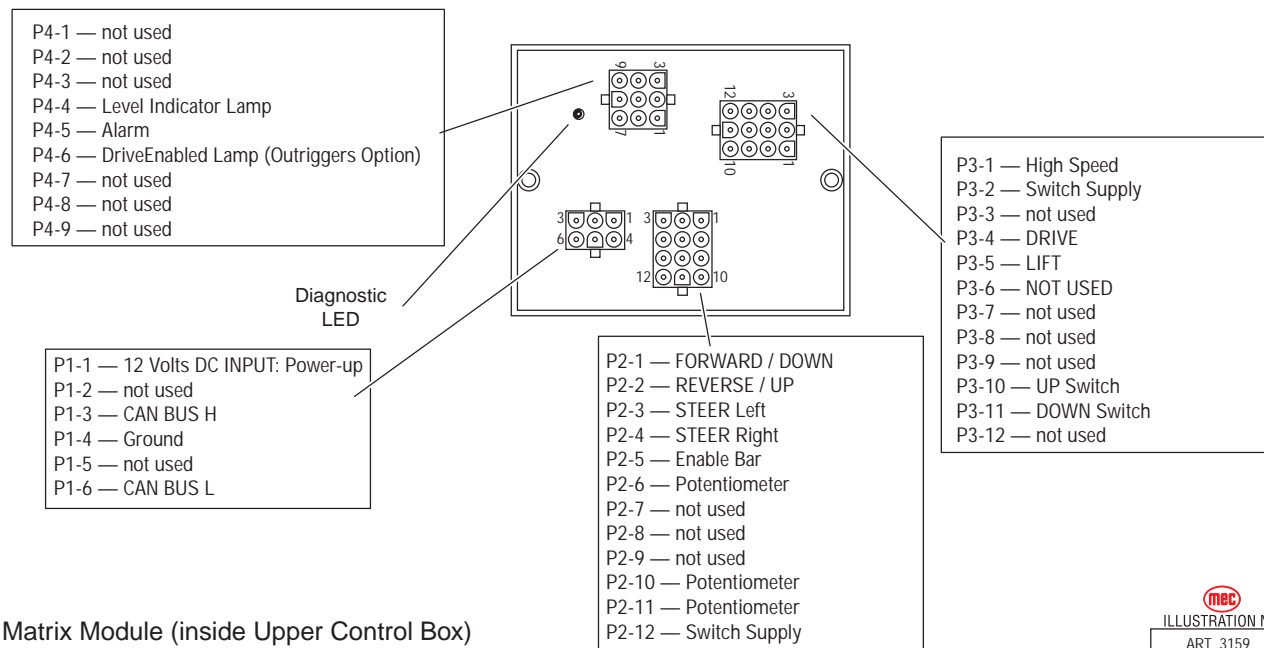 P4-1 — not used
P4-2 — not used
P4-3 — not used
P4-4 — Level Indicator Lamp
P4-5 — Alarm
P4-6 — DriveEnabled Lamp (Outriggers Option)
P4-7 — not used
P4-8 — not used
P4-9 — not used
9 3
7 1
12 3
10 1
3 1
6 4
3 1
12 10
Diagnostic
LED
P3-1 — High Speed
P3-2 — Switch Supply
P3-3 — not used
P3-4 — DRIVE
P3-5 — LIFT
P3-6 — NOT USED
P3-7 — not used
P3-8 — not used
P3-9 — not used
P3-10 — UP Switch
P3-11 — DOWN Switch
P3-12 — not used
P1-1 — 12 Volts DC INPUT: Power-up
P1-2 — not used
P1-3 — CAN BUS H
P1-4 — Ground
P1-5 — not used
P1-6 — CAN BUS L
P2-1 — FORWARD / DOWN
P2-2 — REVERSE / UP
P2-3 — STEER Left
P2-4 — STEER Right
P2-5 — Enable Bar
P2-6 — Potentiometer
P2-7 — not used
P2-8 — not used
P2-9 — not used
P2-10 — Potentiometer
P2-11 — Potentiometer
P2-12 — Switch Supply
Matrix Module (inside Upper Control Box)
mec
ILLUSTRATION N
ART_3159